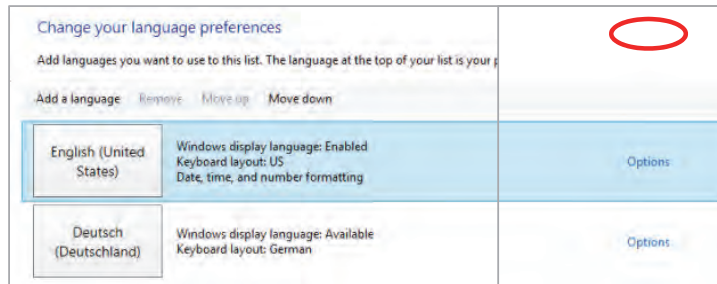 Change your language preferences
Add languages you want to use to this list. The language at the top of your list is your
Add a language Remove Move up Move down
English (United States)
Windows display language: Enabled
Keyboard layout: US
Date, time, and number formatting
Options
Deutsch (Deutschland)
Windows display language: Available
Keyboard layout: German
Options